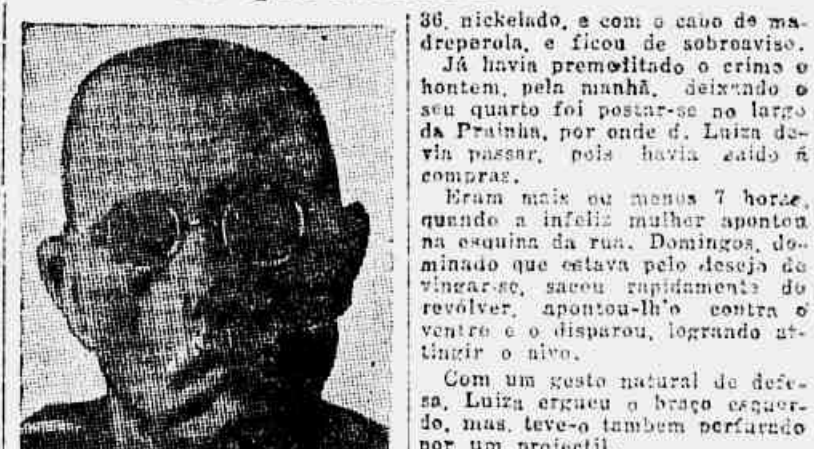 36, nickelado, e com o cabo de ma-
dreperola, e ficou de sobreaviso.
Já havia premeditado o crime e
hontem, pela manhã, deixando o
seu quarto foi postar-se no largo
da Prainha, por onde d. Luiza de-
via passar, pois havia saido á
compras.
Eram mais ou menos 7 horas,
quando a infeliz mulher apontou
na esquina da rua. Domingos, do-
minado que estava pelo desejo de
vingar-se, sacou rapidamente do
revólver, apontou-lh'o contra o
ventre e o disparou, logrando at-
tingir o alvo.
Com um gesto natural de defe-
sa, Luiza ergueu o braço esquer-
do, mas, teve-o tambem perfurado
por um projectil